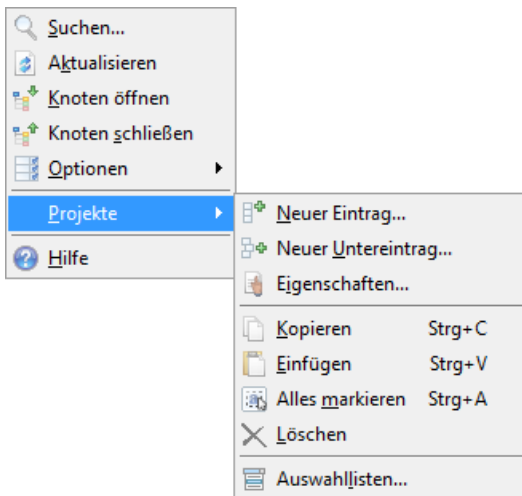 Suchen...
Aktualisieren
Knoten öffnen
Knoten schließen
Optionen
Projekte
Hilfe
Neuer Eintrag...
Neuer Untereintrag...
Eigenschaften...
Kopieren Strg+C
Einfügen Strg+V
Alles markieren Strg+A
Löschen
Auswahllisten...